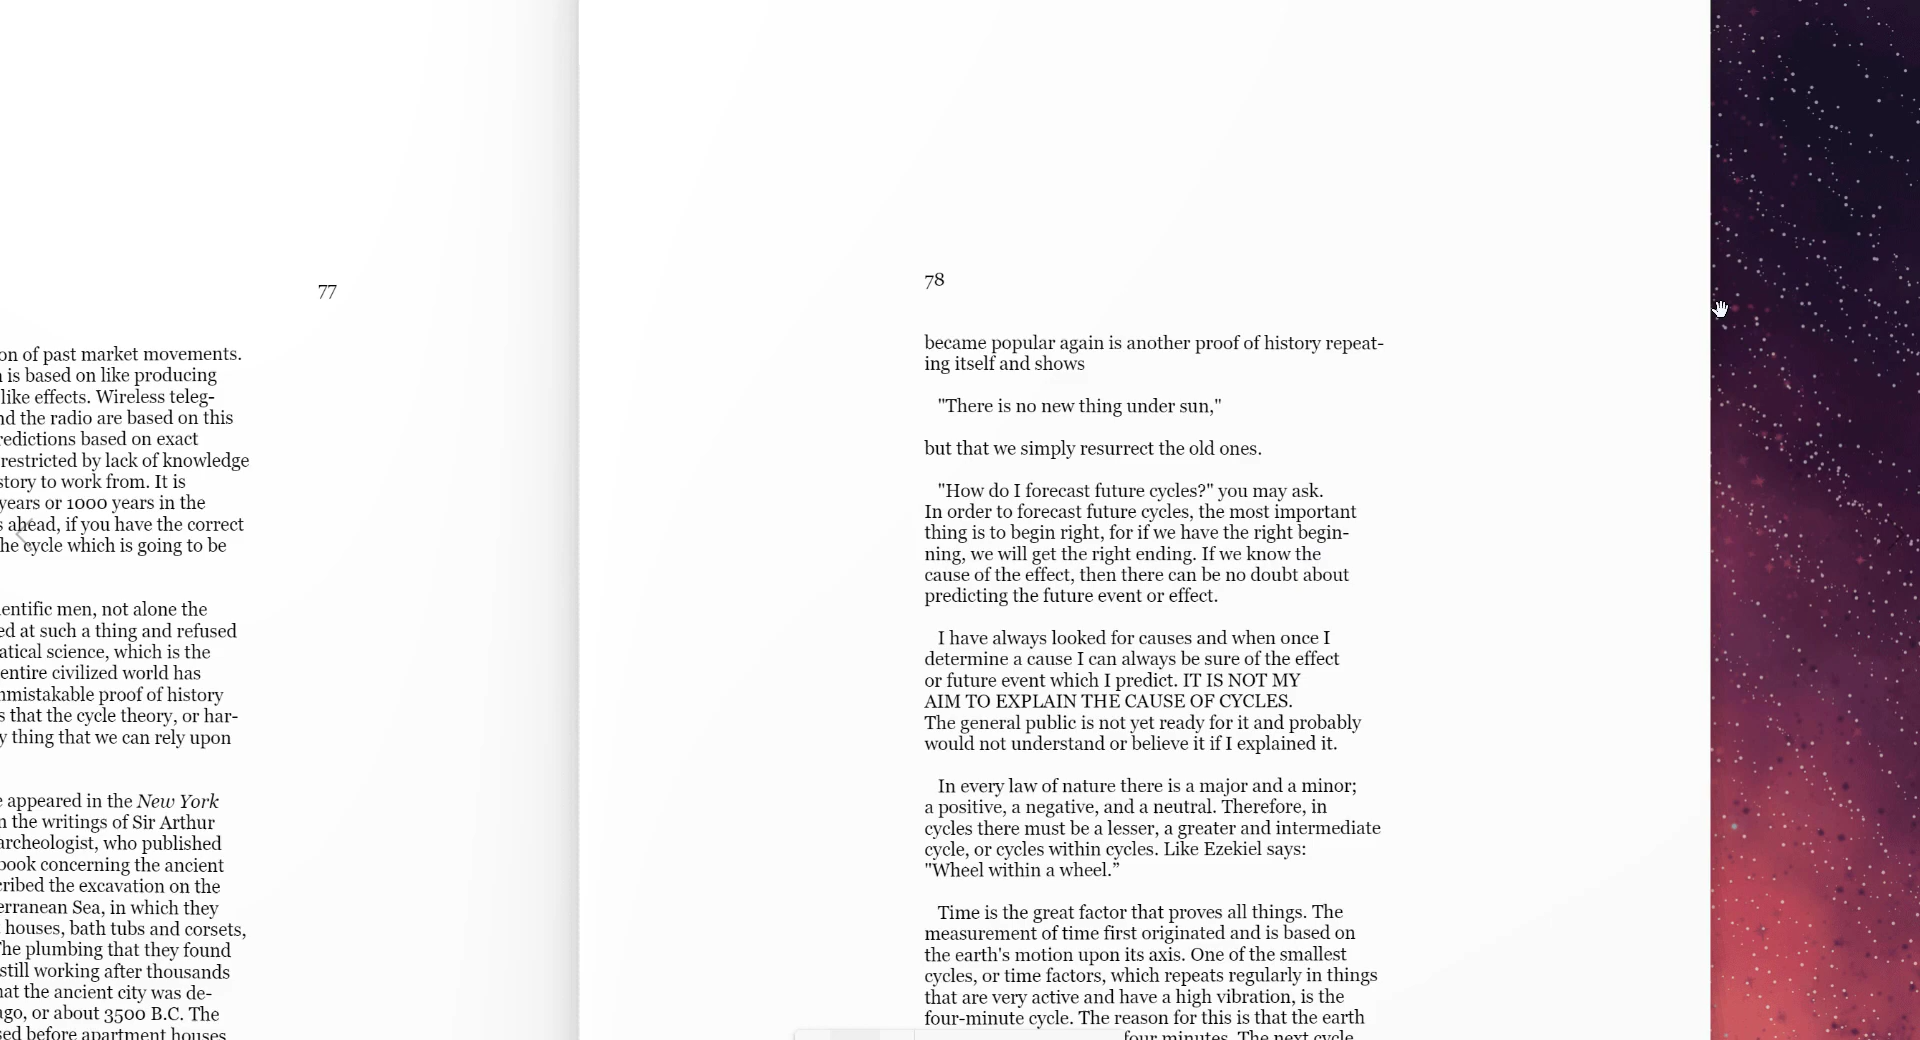 77
on of past market movements.
is based on like producing
like effects. Wireless teleg-
nd the radio are based on this
redictions based on exact
restricted by lack of knowledge
story to work from. It is
years or 1000 years in the
s ahead, if you have the correct
he cycle which is going to be
entific men, not alone the
ed at such a thing and refused
atical science, which is the
entire civilized world has
nmistakable proof of history
s that the cycle theory, or har-
y thing that we can rely upon
e appeared in the New York
n the writings of Sir Arthur
archeologist, who published
book concerning the ancient
cribed the excavation on the
erranean Sea, in which they
houses, bath tubs and corsets,
The plumbing that they found
still working after thousands
hat the ancient city was de-
ago, or about 3500 B.C. The
sed before apartment houses
78
became popular again is another proof of history repeat-
ing itself and shows
"There is no new thing under sun,"
but that we simply resurrect the old ones.
"How do I forecast future cycles?" you may ask.
In order to forecast future cycles, the most important
thing is to begin right, for if we have the right begin-
ning, we will get the right ending. If we know the
cause of the effect, then there can be no doubt about
predicting the future event or effect.
I have always looked for causes and when once I
determine a cause I can always be sure of the effect
or future event which I predict. IT IS NOT MY
AIM TO EXPLAIN THE CAUSE OF CYCLES.
The general public is not yet ready for it and probably
would not understand or believe it if I explained it.
In every law of nature there is a major and a minor;
a positive, a negative, and a neutral. Therefore, in
cycles there must be a lesser, a greater and intermediate
cycle, or cycles within cycles. Like Ezekiel says:
"Wheel within a wheel.”
Time is the great factor that proves all things. The
measurement of time first originated and is based on
the earth's motion upon its axis. One of the smallest
cycles, or time factors, which repeats regularly in things
that are very active and have a high vibration, is the
four-minute cycle. The reason for this is that the earth
four minutes. The next cycle